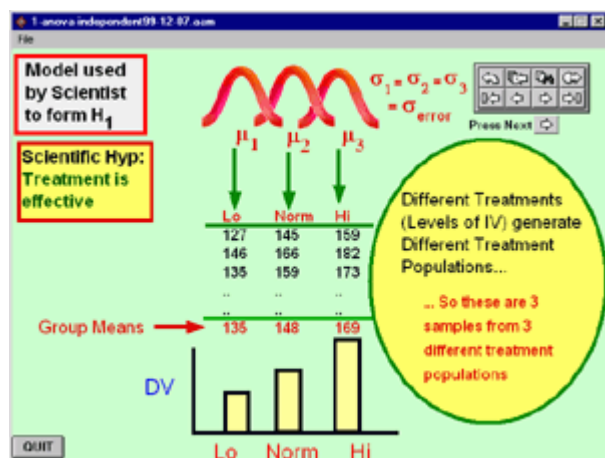 1-anova independent99-12-07.asm
File
Model used
by Scientist
to form H1
σ1 = σ2 = σ3
= σerror
Press Next
μ1 μ2 μ3
Scientific Hyp:
Treatment is
effective
Different Treatments
(Levels of IV) generate
Different Treatment
Populations...
... So these are 3
samples from 3
different treatment
populations
Lo Norm Hi
127 145 159
146 166 182
135 159 173
.. .. ..
.. .. ..
Group Means 135 148 169
DV
Lo Norm Hi
QUIT